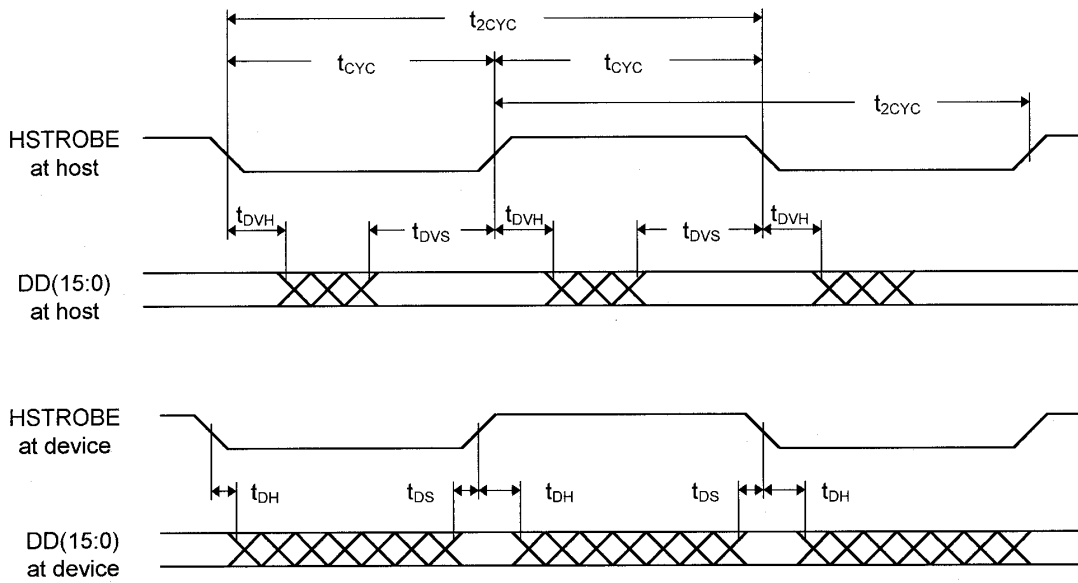 t2CYC
tCYC
tCYC
t2CYC
HSTROBE
at host
tDVH
tDVS
tDVH
tDVS
tDVH
DD(15:0)
at host
HSTROBE
at device
tDH
tDS
tDH
tDS
tDH
DD(15:0)
at device